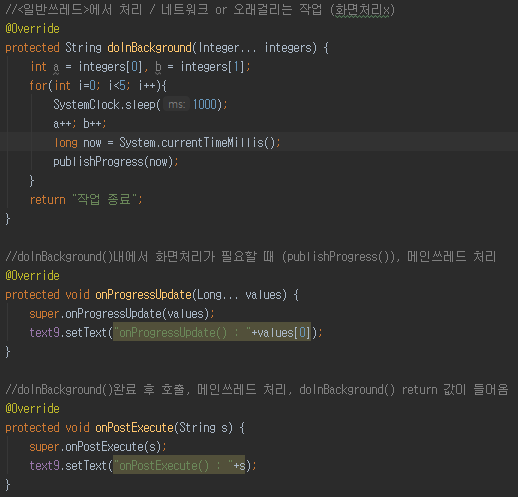 //<일반쓰레드>에서 처리 / 네트워크 or 오래걸리는 작업 (화면처리x)
@Override
protected String doInBackground(Integer... integers) {
int a = integers[0], b = integers[1];
for(int i=0; i<5; i++){
SystemClock.sleep( ms: 1000);
a++; b++;
long now = System.currentTimeMillis();
publishProgress(now);
}
return "작업 종료";
}
//doInBackground()내에서 화면처리가 필요할 때 (publishProgress()), 메인쓰레드 처리
@Override
protected void onProgressUpdate(Long... values) {
super.onProgressUpdate(values);
text9.setText("onProgressUpdate() : "+values[0]);
}
//doInBackground()완료 후 호출, 메인쓰레드 처리, doInBackground() return 값이 들어옴
@Override
protected void onPostExecute(String s) {
super.onPostExecute(s);
text9.setText("onPostExecute() : "+s);
}